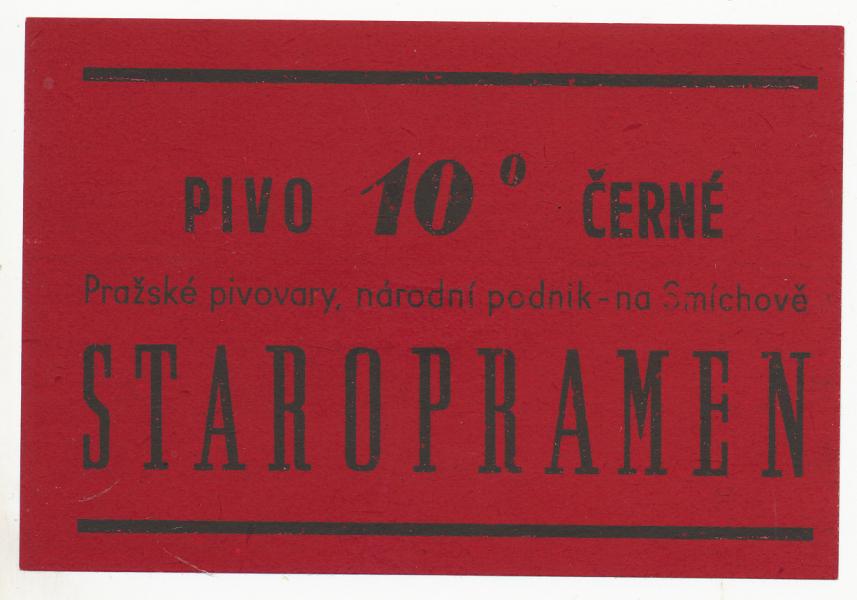 PIVO 10° ČERNÉ
Pražské pivovary, národní podnik - na Smíchově
STAROPRAMEN